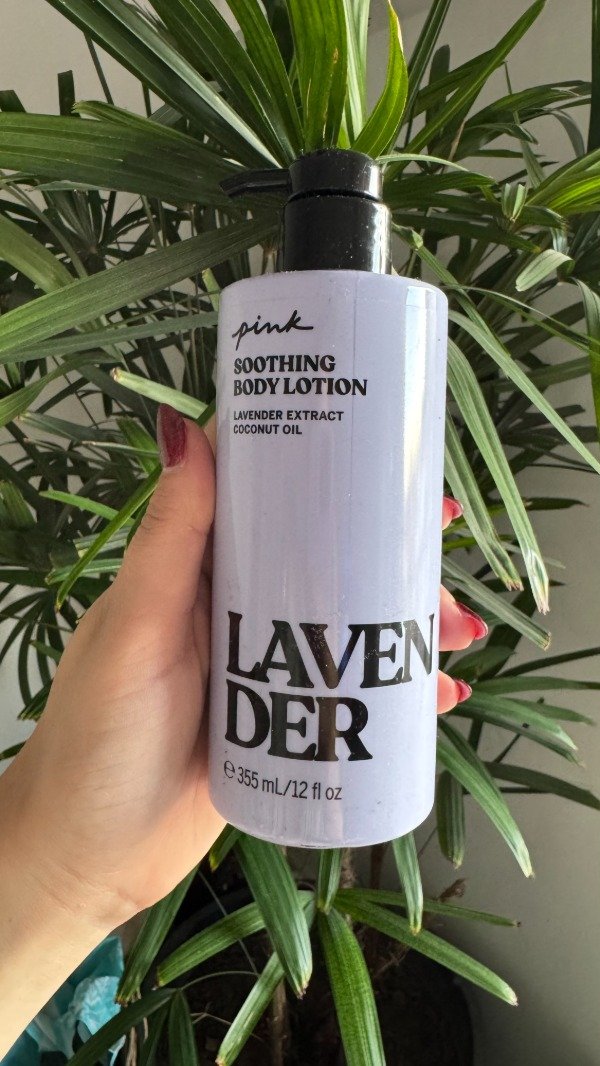 pink
SOOTHING
BODY LOTION
LAVENDER EXTRACT
COCONUT OIL
LAVEN
DER
℮ 355 mL/12 fl oz